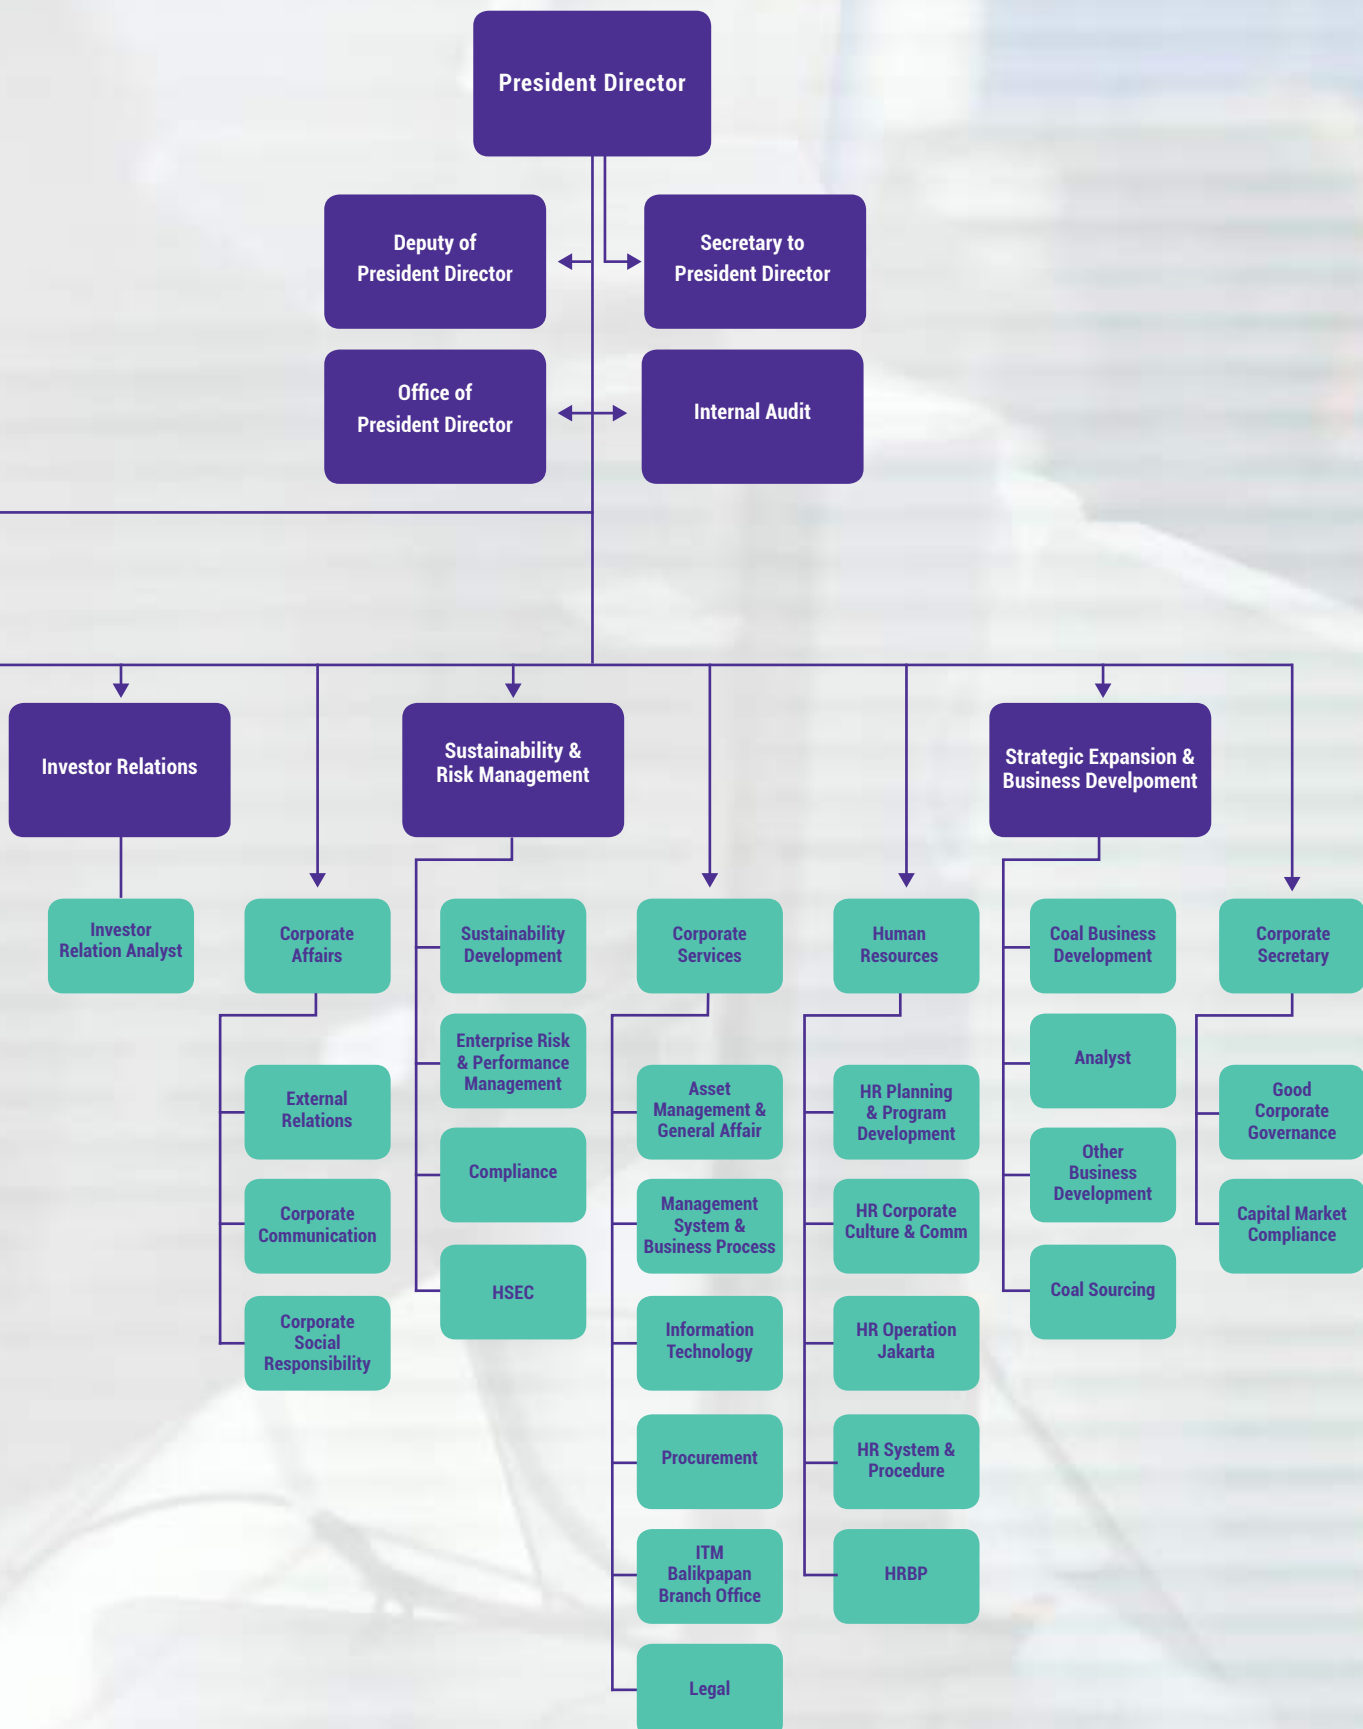 President Director
Deputy of
President Director
Secretary to
President Director
Office of
President Director
Internal Audit
Investor Relations
Sustainability &
Risk Management
Strategic Expansion &
Business Develpoment
Investor
Relation Analyst
Corporate
Affairs
External
Relations
Corporate
Communication
Corporate
Social
Responsibility
Sustainability
Development
Enterprise Risk
& Performance
Management
Compliance
HSEC
Corporate
Services
Asset
Management &
General Affair
Management
System &
Business Process
Information
Technology
Procurement
ITM
Balikpapan
Branch Office
Legal
Human
Resources
HR Planning
& Program
Development
HR Corporate
Culture & Comm
HR Operation
Jakarta
HR System &
Procedure
HRBP
Coal Business
Development
Analyst
Other
Business
Development
Coal Sourcing
Corporate
Secretary
Good
Corporate
Governance
Capital Market
Compliance